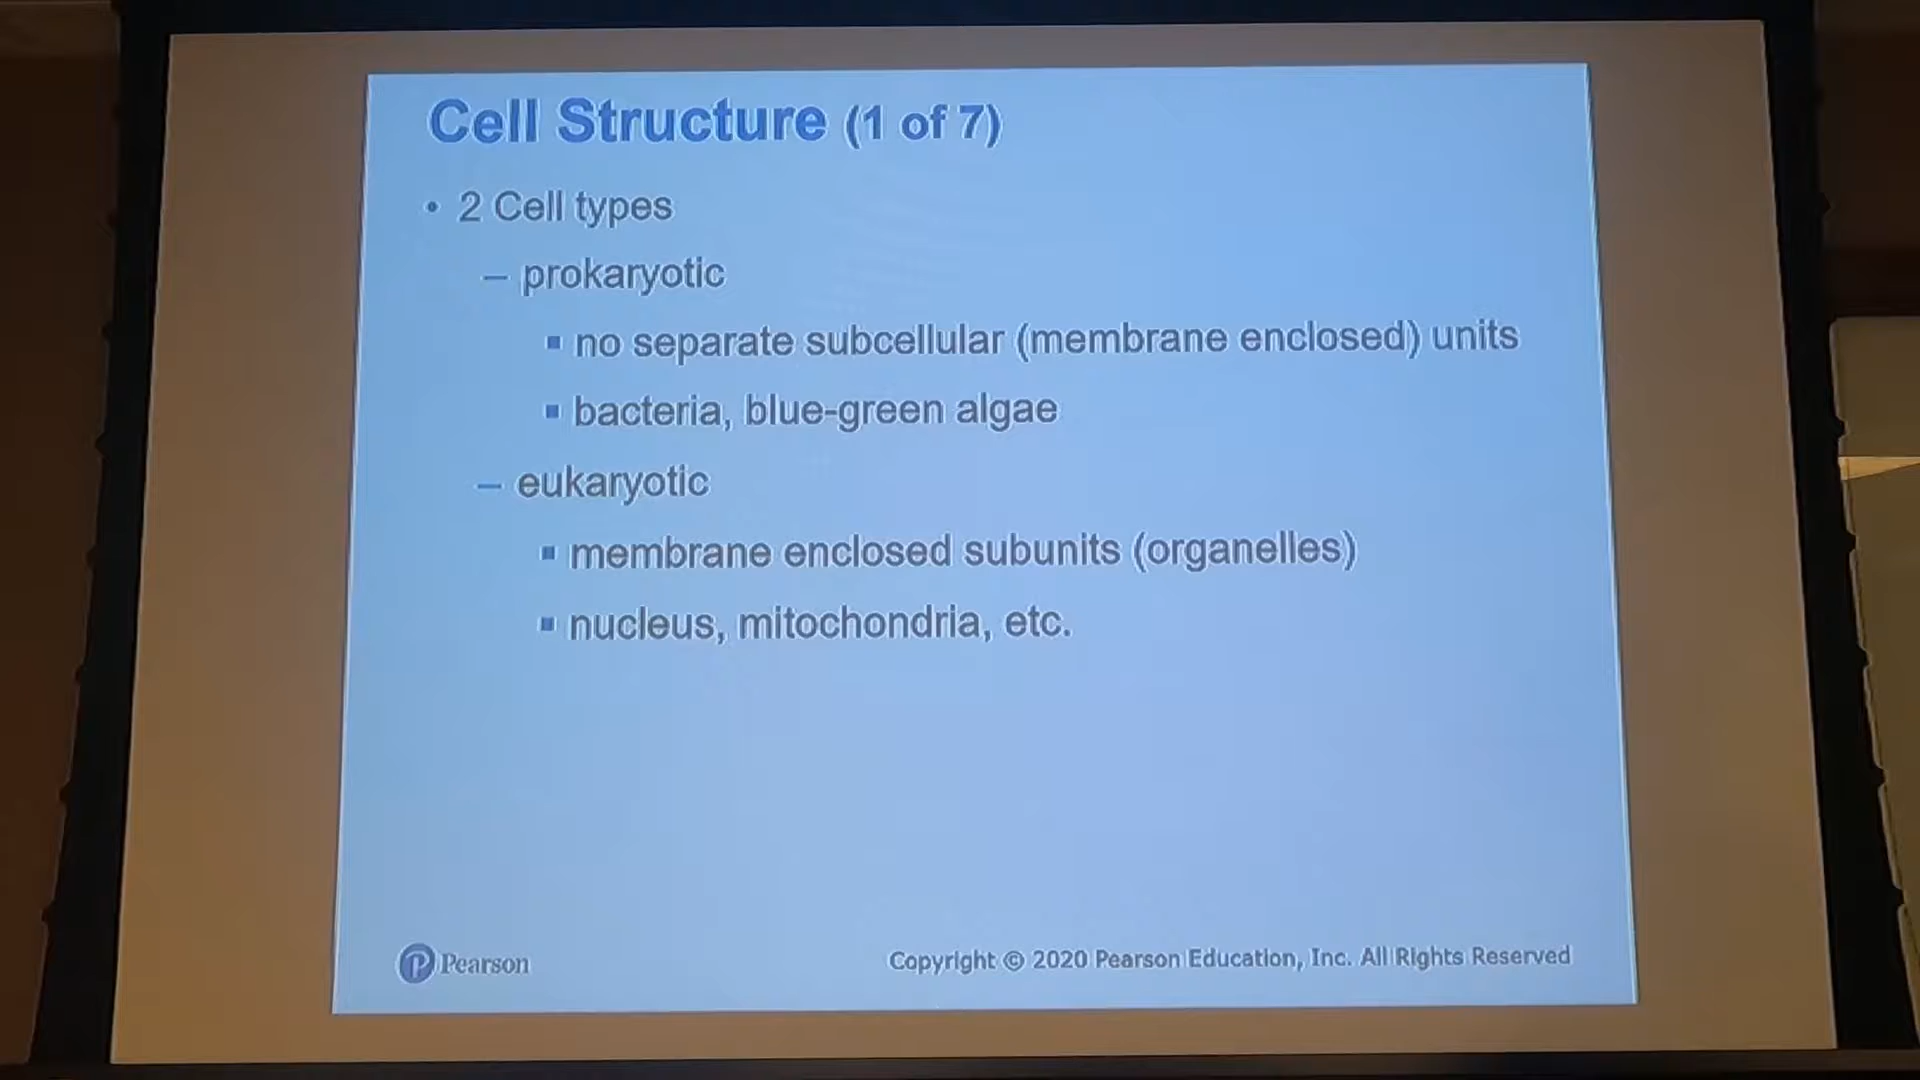 Cell Structure (1 of 7)
• 2 Cell types
– prokaryotic
▪ no separate subcellular (membrane enclosed) units
▪ bacteria, blue-green algae
– eukaryotic
▪ membrane enclosed subunits (organelles)
▪ nucleus, mitochondria, etc.
P Pearson
Copyright © 2020 Pearson Education, Inc. All Rights Reserved